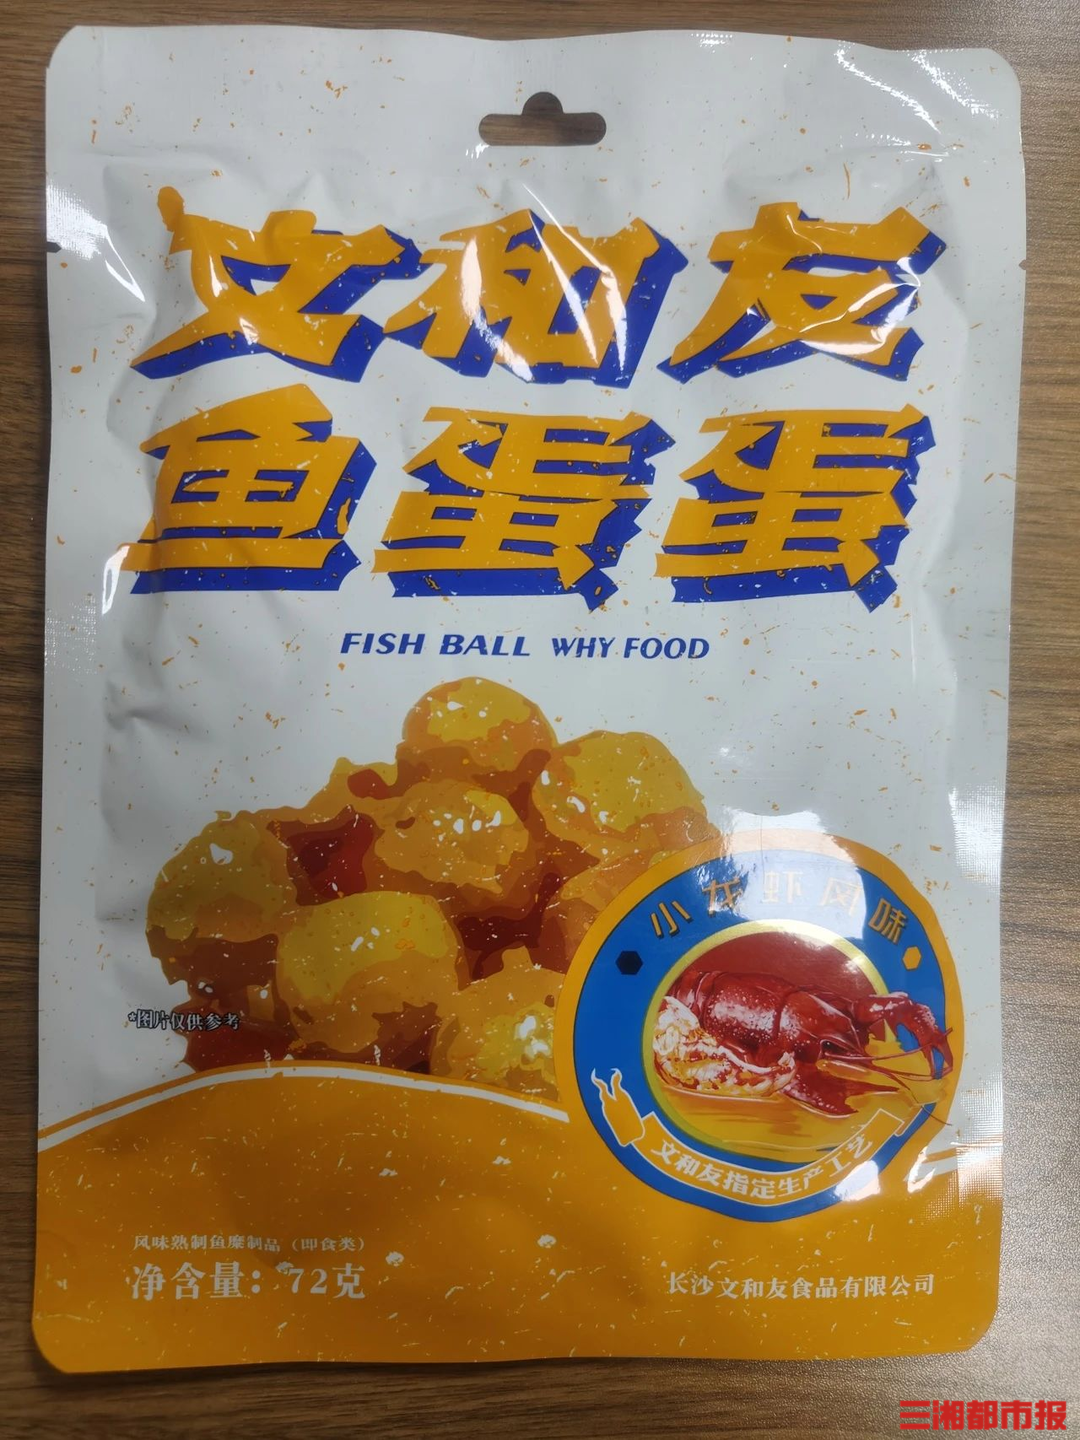 文和友
鱼蛋蛋
FISH BALL WHY FOOD
小龙虾风味
*图片仅供参考
文和友指定生产工艺
风味熟制鱼糜制品（即食类）
净含量：72克
长沙文和友食品有限公司
三湘都市报